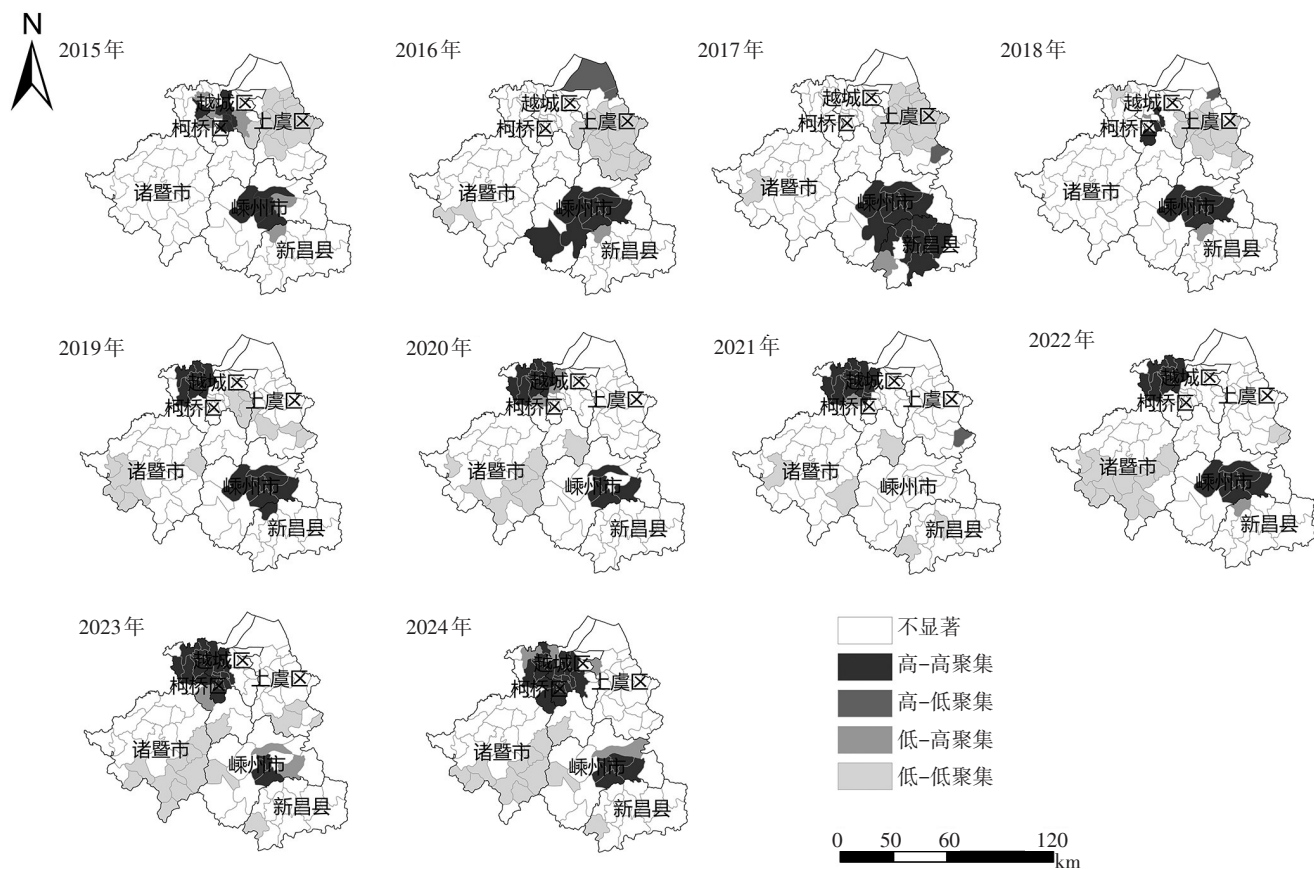 N
2015年
越城区
柯桥区
上虞区
诸暨市
嵊州市
新昌县
2016年
越城区
柯桥区
上虞区
诸暨市
嵊州市
新昌县
2017年
越城区
柯桥区
上虞区
诸暨市
嵊州市
新昌县
2018年
越城区
柯桥区
上虞区
诸暨市
嵊州市
新昌县
2019年
越城区
柯桥区
上虞区
诸暨市
嵊州市
新昌县
2020年
越城区
柯桥区
上虞区
诸暨市
嵊州市
新昌县
2021年
越城区
柯桥区
上虞区
诸暨市
嵊州市
新昌县
2022年
越城区
柯桥区
上虞区
诸暨市
嵊州市
新昌县
2023年
越城区
柯桥区
上虞区
诸暨市
嵊州市
新昌县
2024年
越城区
柯桥区
上虞区
诸暨市
嵊州市
新昌县
不显著
高-高聚集
高-低聚集
低-高聚集
低-低聚集
0 50 60 120
km